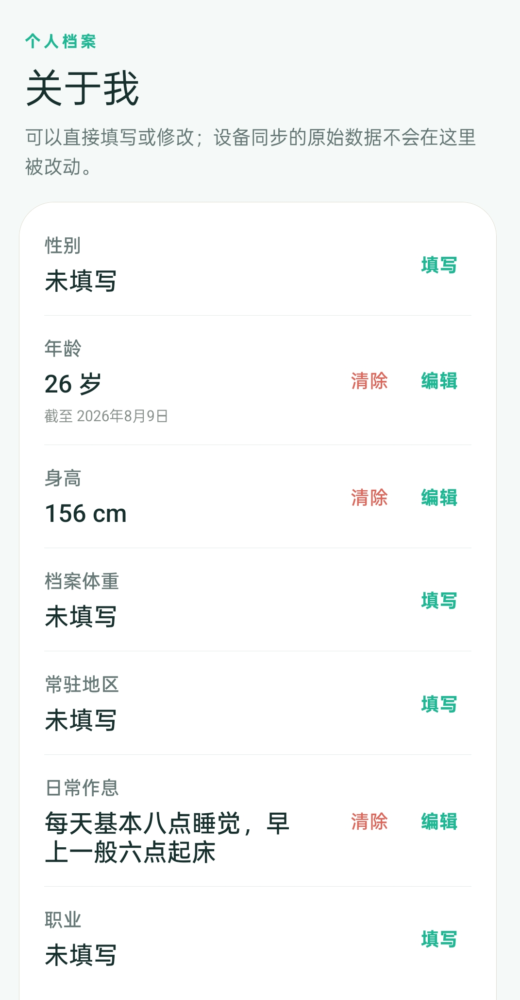 个人档案
关于我
可以直接填写或修改；设备同步的原始数据不会在这里
被改动。
性别
未填写
填写
年龄
26 岁
截至 2026年8月9日
清除
编辑
身高
156 cm
清除
编辑
档案体重
未填写
填写
常驻地区
未填写
填写
日常作息
每天基本八点睡觉，早
上一般六点起床
清除
编辑
职业
未填写
填写